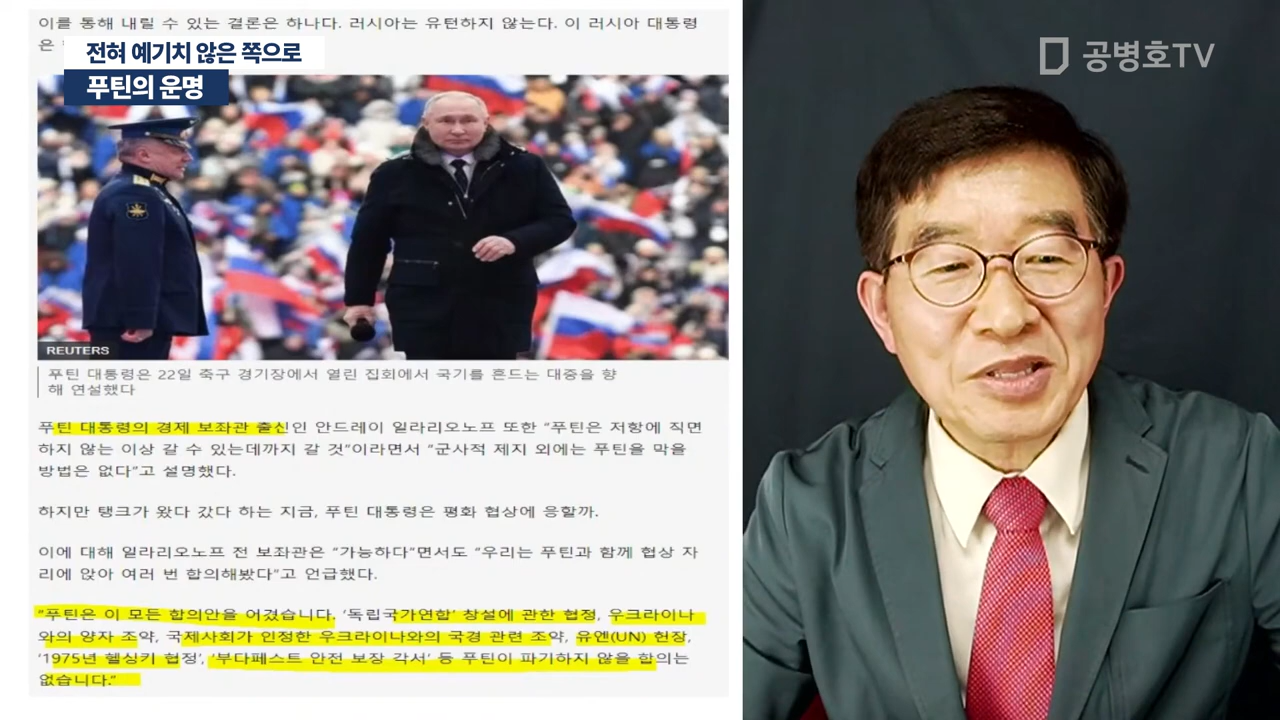 이를 통해 내릴 수 있는 결론은 하나다. 러시아는 유턴하지 않는다. 이 러시아 대통령
은
전혀 예기치 않은 쪽으로
푸틴의 운명
공병호TV
REUTERS
푸틴 대통령은 22일 축구 경기장에서 열린 집회에서 국기를 흔드는 대중을 향
해 연설했다
푸틴 대통령의 경제 보좌관 출신인 안드레이 일라리오노프 또한 “푸틴은 저항에 직면
하지 않는 이상 갈 수 있는데까지 갈 것”이라면서 “군사적 제지 외에는 푸틴을 막을
방법은 없다”고 설명했다.
하지만 탱크가 왔다 갔다 하는 지금, 푸틴 대통령은 평화 협상에 응할까.
이에 대해 일라리오노프 전 보좌관은 “가능하다”면서도 “우리는 푸틴과 함께 협상 자
리에 앉아 여러 번 합의해봤다”고 언급했다.
“푸틴은 이 모든 합의안을 어겼습니다. ‘독립국가연합’ 창설에 관한 협정, 우크라이나
와의 양자 조약, 국제사회가 인정한 우크라이나와의 국경 관련 조약, 유엔(UN) 헌장,
‘1975년 헬싱키 협정’, ‘부다페스트 안전 보장 각서’ 등 푸틴이 파기하지 않을 합의는
없습니다.”